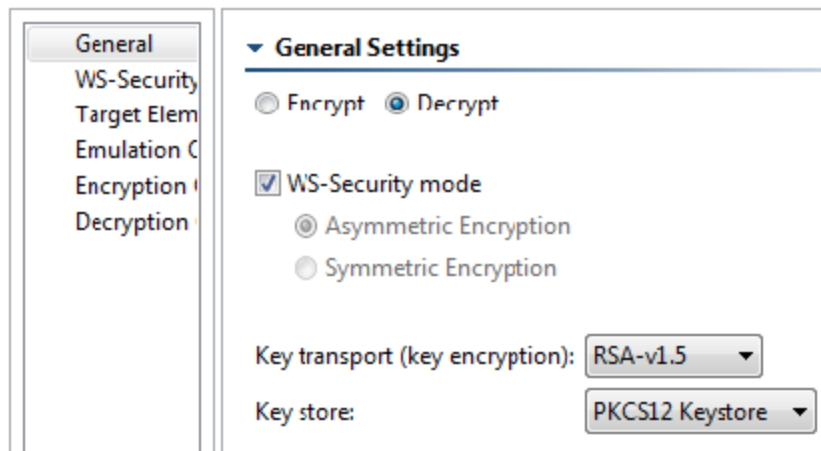 General
WS-Security
Target Elem
Emulation
Encryption
Decryption
General Settings
Encrypt Decrypt
WS-Security mode
Asymmetric Encryption
Symmetric Encryption
Key transport (key encryption): RSA-v1.5
Key store: PKCS12 Keystore